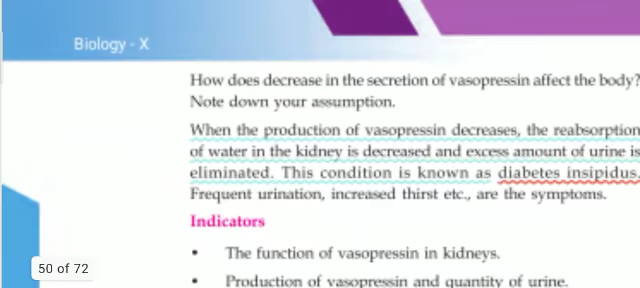 Biology - X
How does decrease in the secretion of vasopressin affect the body?
Note down your assumption.
When the production of vasopressin decreases, the reabsorption
of water in the kidney is decreased and excess amount of urine is
eliminated. This condition is known as diabetes insipidus.
Frequent urination, increased thirst etc., are the symptoms.
Indicators
• The function of vasopressin in kidneys.
• Production of vasopressin and quantity of urine.
50 of 72